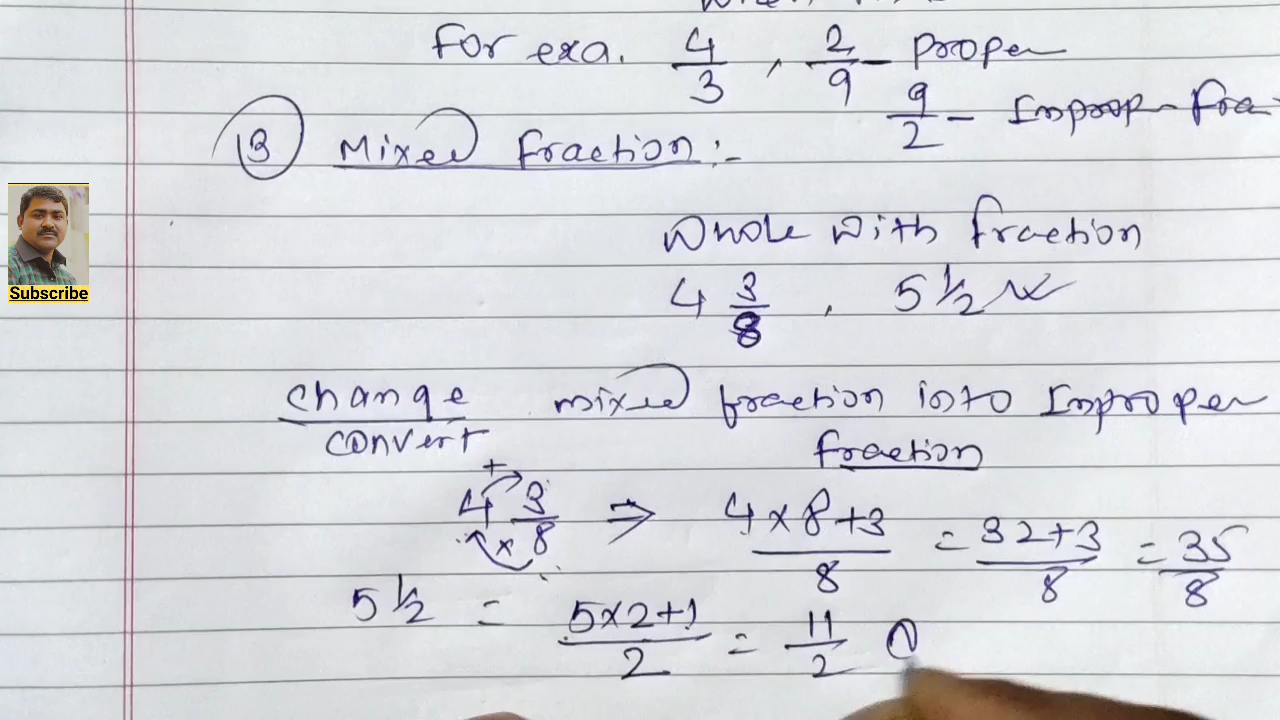 For exa. 4/3 , 2/9 - Proper
9/2 - Improp- fra
③ Mixed fraction :-
Whole with fraction
4 3/8 , 5 1/2
Change mixed fraction into Improper
convert fraction
4 3/8 ⇒ 4 × 8 + 3 / 8 = 32 + 3 / 8 = 35 / 8
+
×
5 1/2 = 5 × 2 + 1 / 2 = 11 / 2
Subscribe